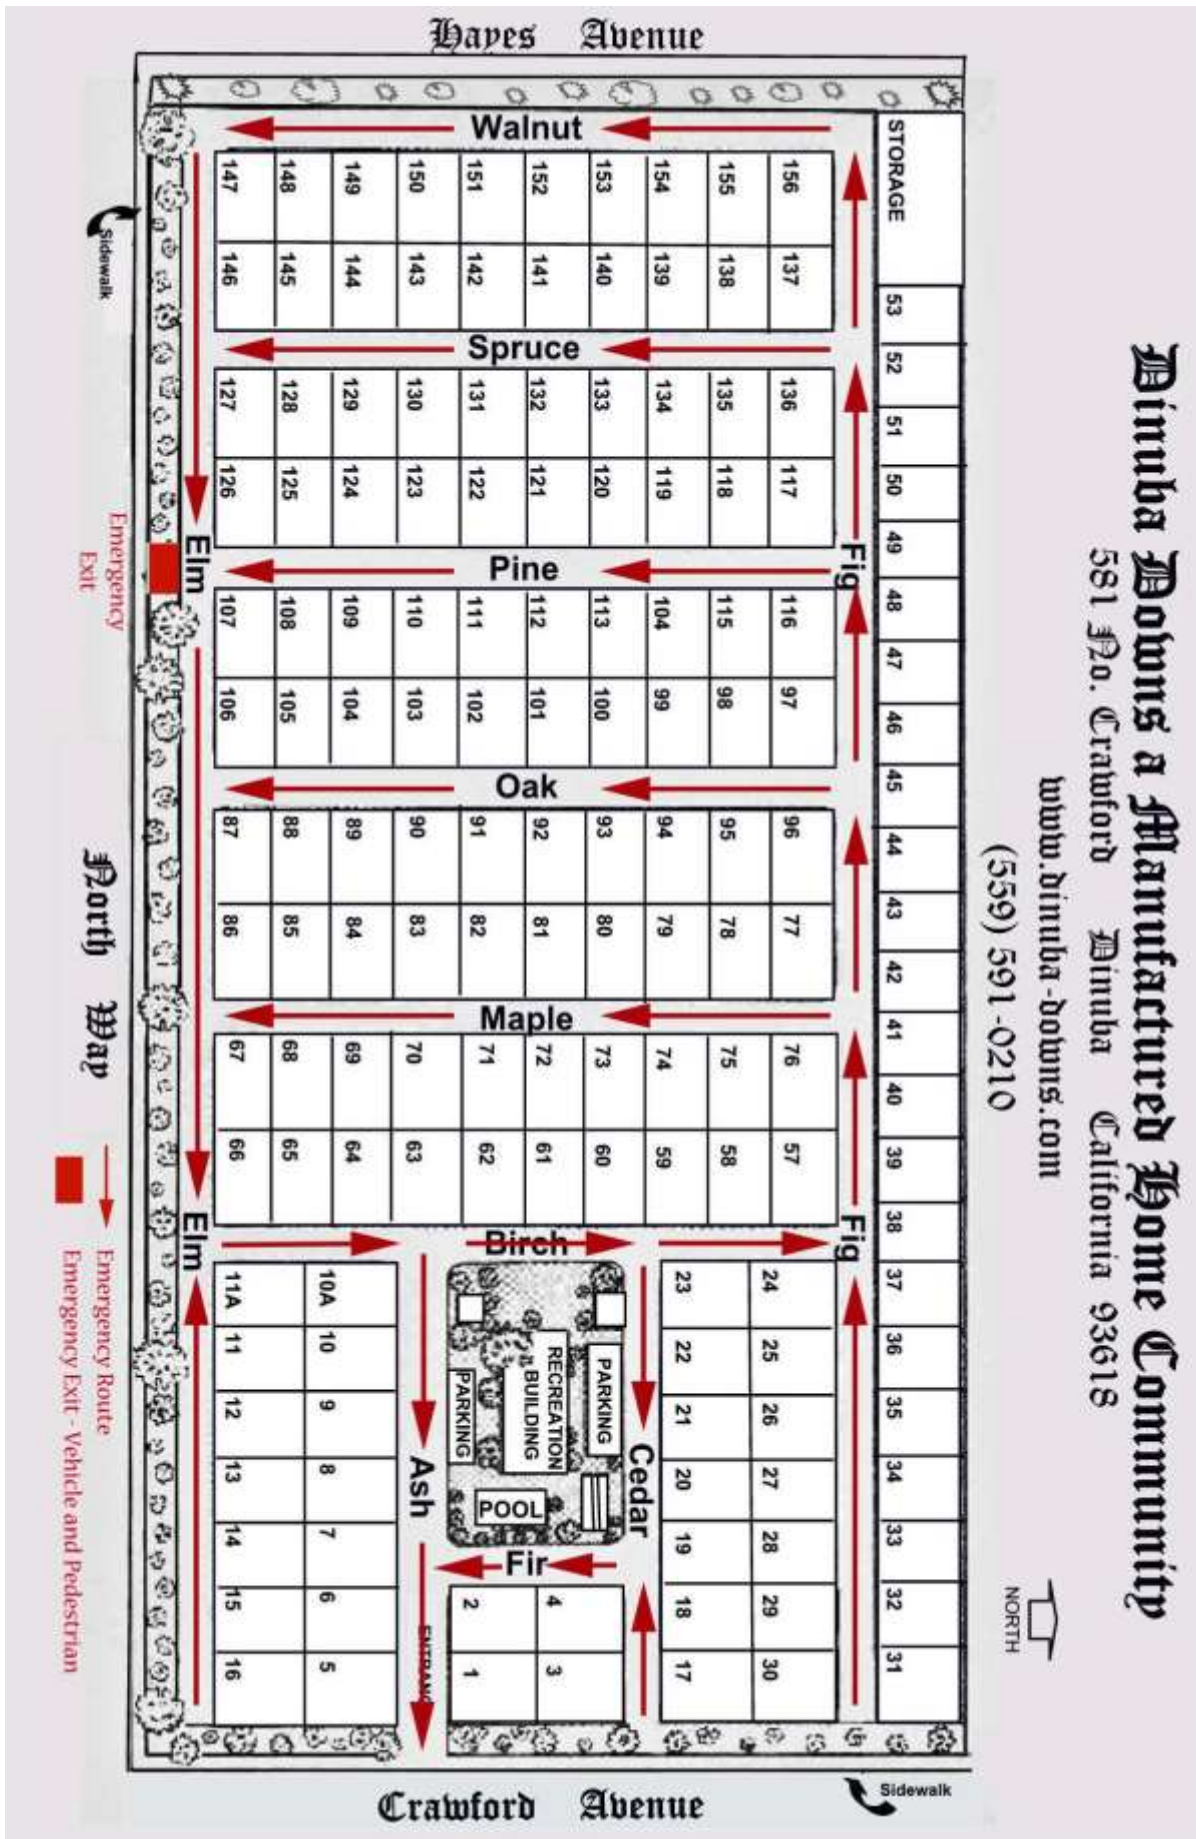 Hayes Avenue
Dinuba Downs a Manufactured Home Community
581 No. Crawford Dinuba California 93618
www.dinuba-downs.com
(559) 591-0210
NORTH
STORAGE
Walnut
147 148 149 150 151 152 153 154 155 156
146 145 144 143 142 141 140 139 138 137
Sidewalk
Spruce
127 128 129 130 131 132 133 134 135 136
126 125 124 123 122 121 120 119 118 117
Emergency
Exit
Elm
Pine
Fig
107 108 109 110 111 112 113 104 115 116
106 105 104 103 102 101 100 99 98 97
Oak
87 88 89 90 91 92 93 94 95 96
86 85 84 83 82 81 80 79 78 77
North Way
Maple
67 68 69 70 71 72 73 74 75 76
66 65 64 63 62 61 60 59 58 57
Elm
Birch
Fig
53
52
51
50
49
48
47
46
45
44
43
42
41
40
39
38
37
36
35
34
33
32
31
11A 10A
11 10
12 9
13 8
14 7
15 6
16 5
Ash
ENTRANC
PARKING
RECREATION
BUILDING
PARKING
POOL
Cedar
Fir
2 4
1 3
23 24
22 25
21 26
20 27
19 28
18 29
17 30
Emergency Route
Emergency Exit - Vehicle and Pedestrian
Sidewalk
Crawford Avenue